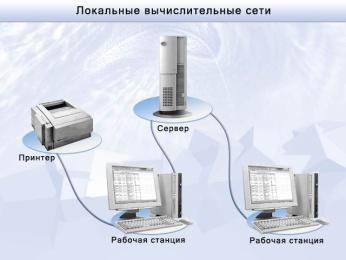 Локальные вычислительные сети
Сервер
Принтер
Рабочая станция
Рабочая станция